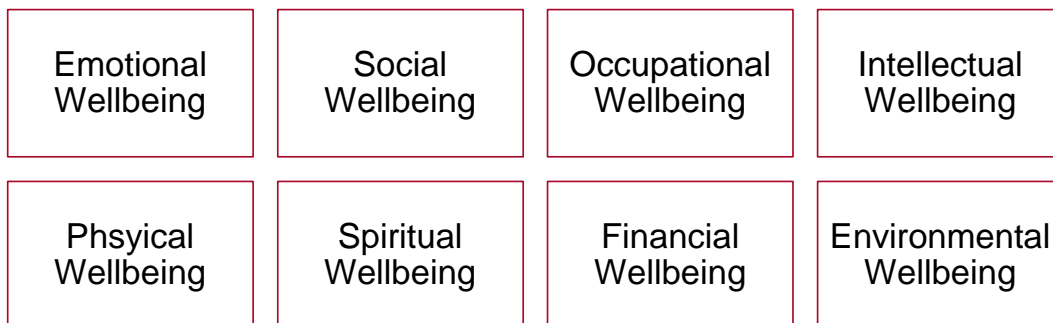 Emotional
Wellbeing
Social
Wellbeing
Occupational
Wellbeing
Intellectual
Wellbeing
Phsyical
Wellbeing
Spiritual
Wellbeing
Financial
Wellbeing
Environmental
Wellbeing